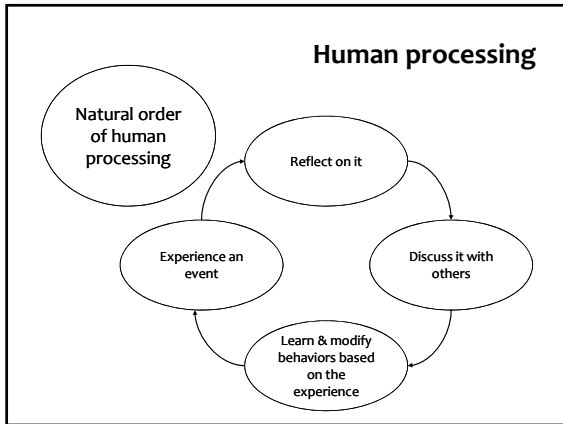 Human processing
Natural order
of human
processing
Reflect on it
Experience an
event
Discuss it with
others
Learn & modify
behaviors based
on the
experience